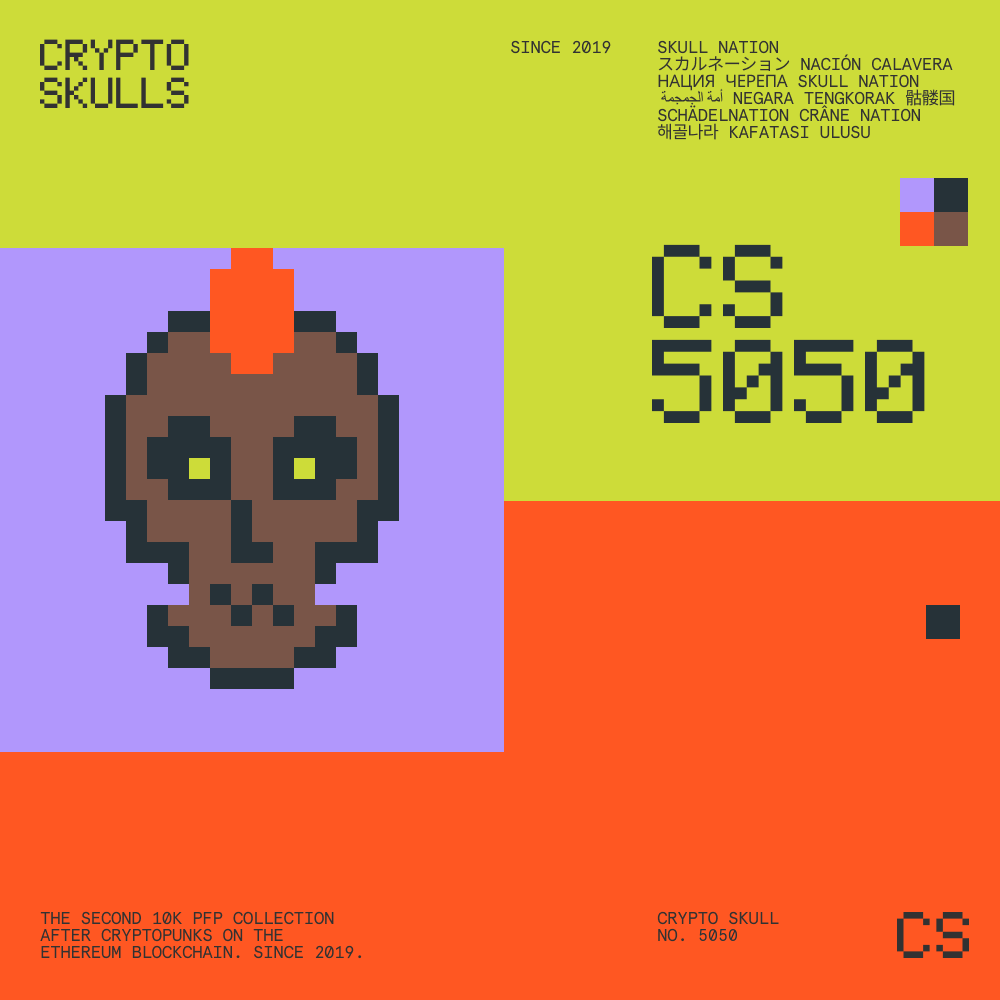 CRYPTO
SKULLS
SINCE 2019
SKULL NATION
スカルネーション NACIÓN CALAVERA
НАЦИЯ ЧЕРЕПА SKULL NATION
أمة الجمجمة NEGARA TENGKORAK 骷髅国
SCHÄDELNATION CRÂNE NATION
해골나라 KAFATASI ULUSU
CS
5050
THE SECOND 10K PFP COLLECTION
AFTER CRYPTOPUNKS ON THE
ETHEREUM BLOCKCHAIN. SINCE 2019.
CRYPTO SKULL
NO. 5050
CS